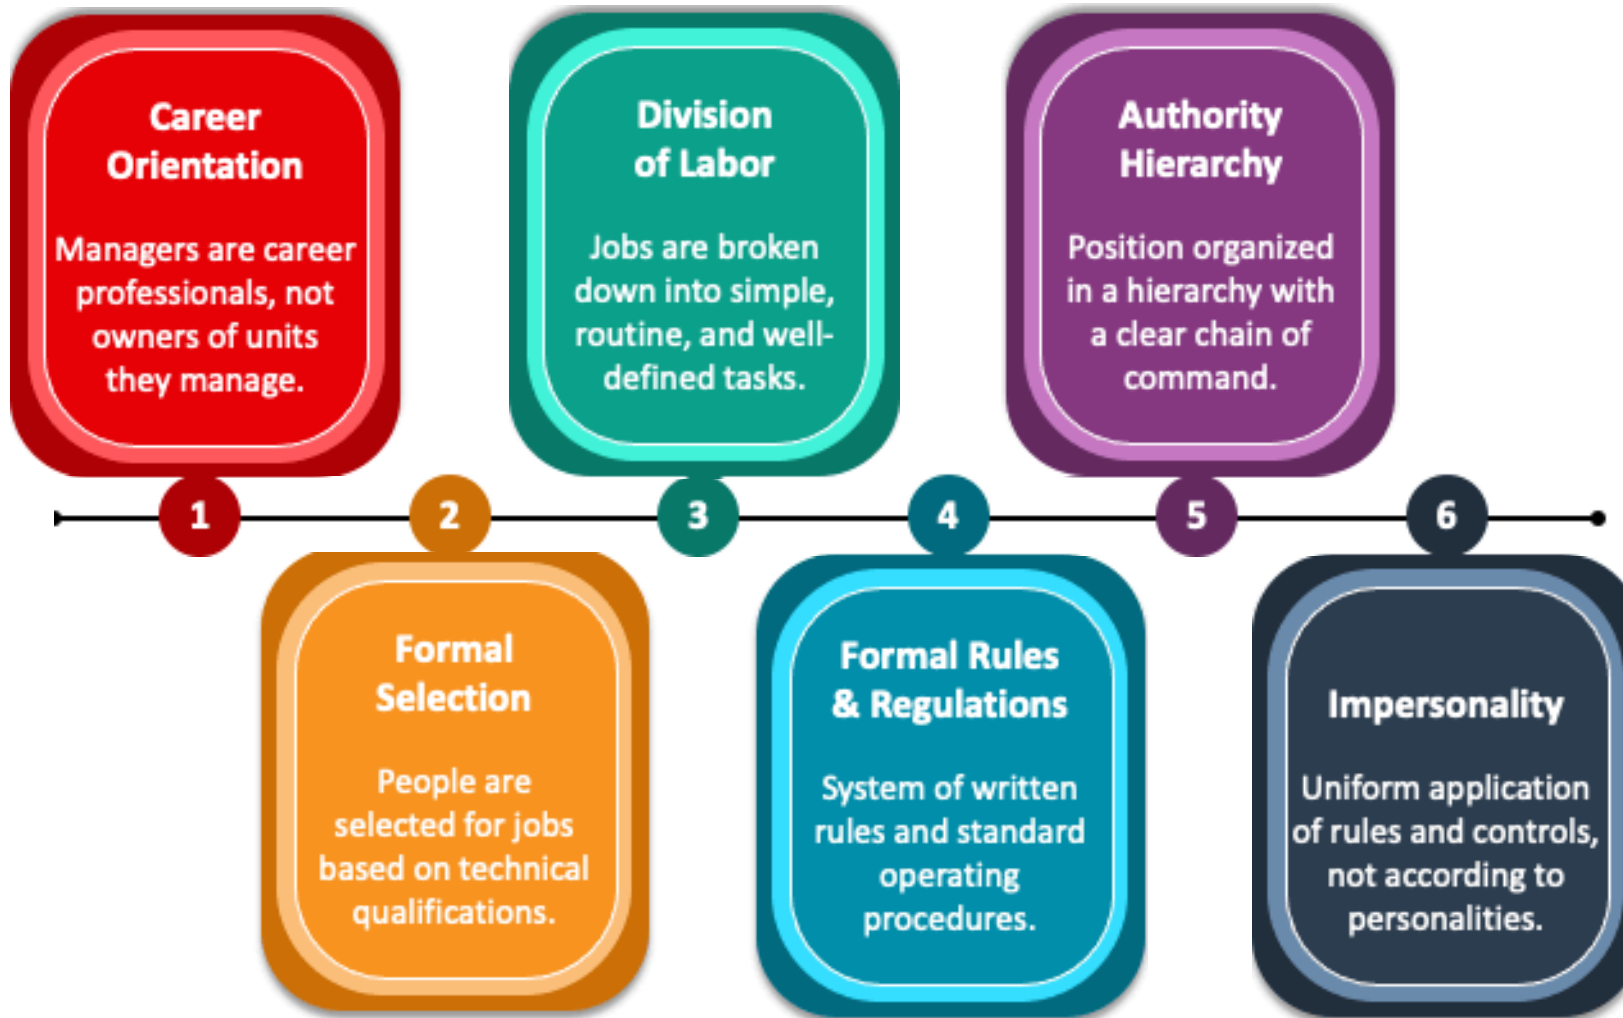 Career
Orientation
Managers are career
professionals, not
owners of units
they manage.
1
2
Formal
Selection
People are
selected for jobs
based on technical
qualifications.
Division
of Labor
Jobs are broken
down into simple,
routine, and well-
defined tasks.
3
4
Formal Rules
& Regulations
System of written
rules and standard
operating
procedures.
Authority
Hierarchy
Position organized
in a hierarchy with
a clear chain of
command.
5
6
Impersonality
Uniform application
of rules and controls,
not according to
personalities.